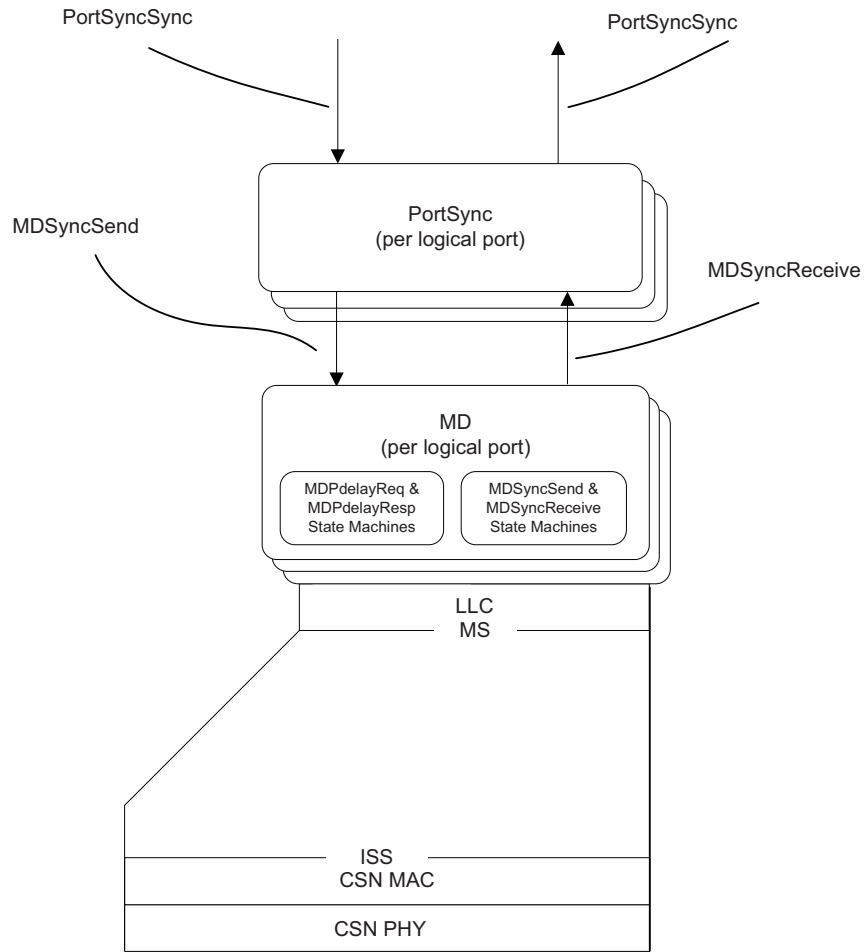 PortSyncSync
PortSyncSync
PortSync
(per logical port)
MDSyncSend
MDSyncReceive
MD
(per logical port)
MDPdelayReq &
MDPdelayResp
State Machines
MDSyncSend &
MDSyncReceive
State Machines
LLC
MS
ISS
CSN MAC
CSN PHY